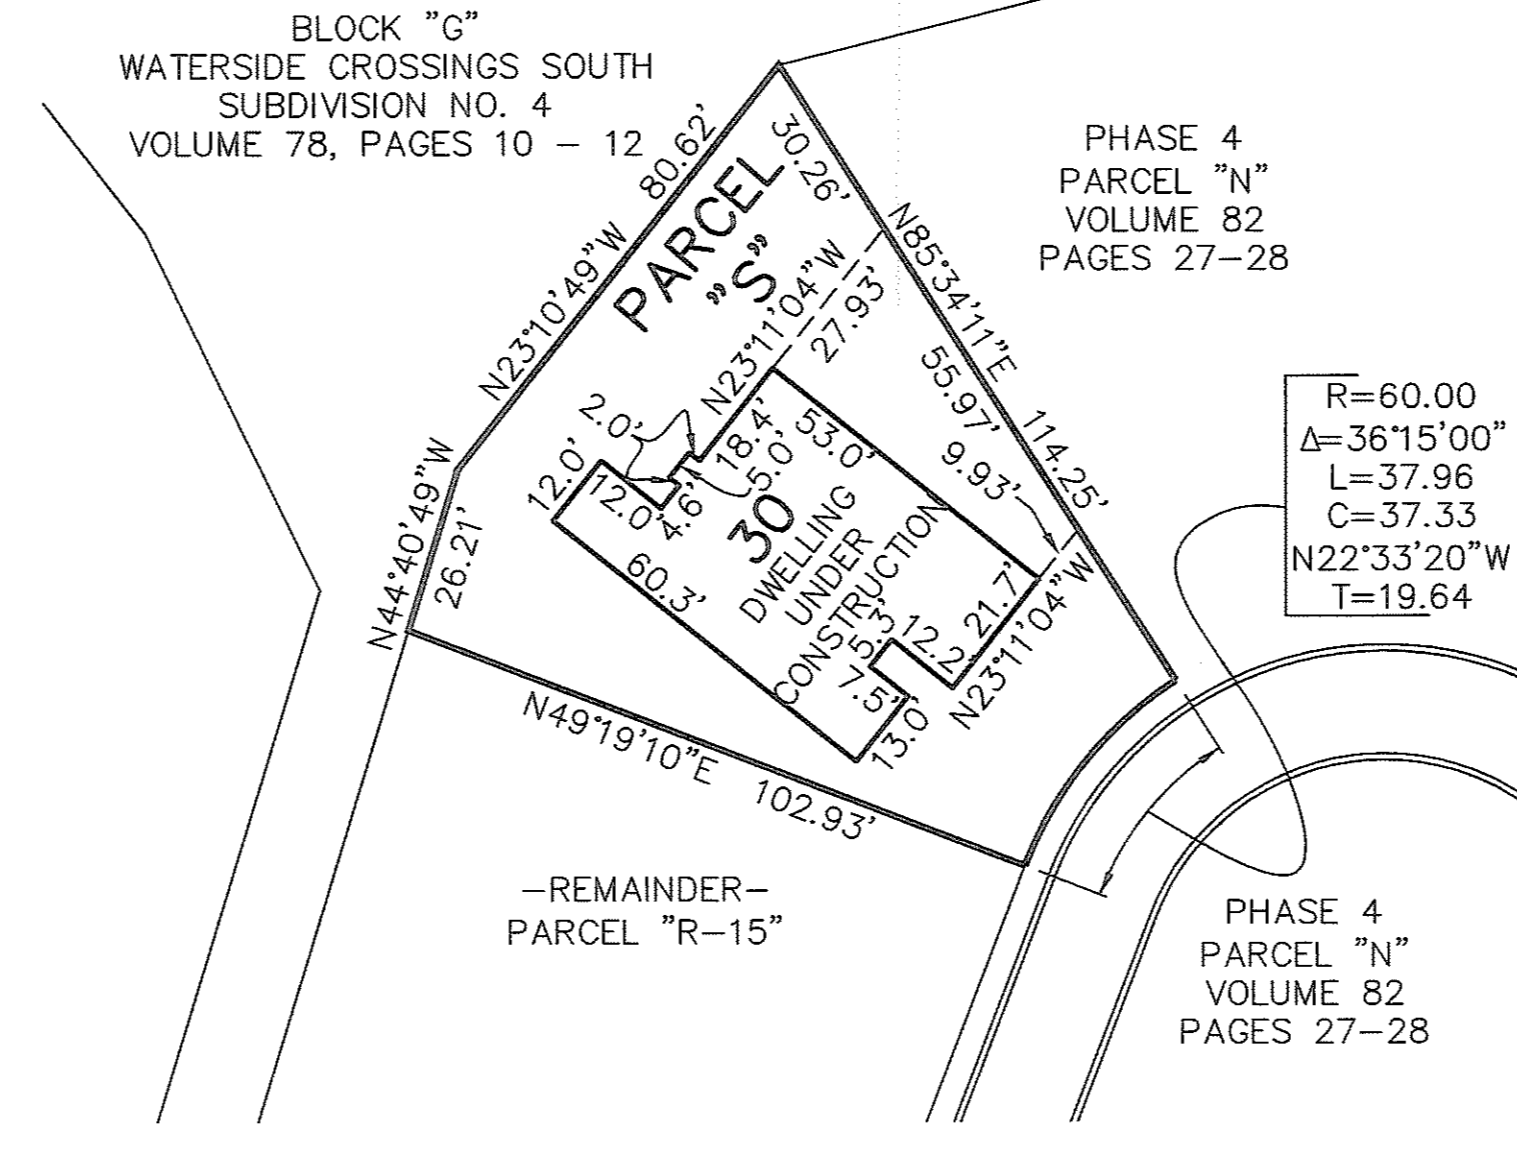 BLOCK "G"
WATERSIDE CROSSINGS SOUTH
SUBDIVISION NO. 4
VOLUME 78, PAGES 10 – 12
PHASE 4
PARCEL "N"
VOLUME 82
PAGES 27–28
N23°10'49"W 80.62'
PARCEL
"S"
30.26'
N85°34'11"E 114.25'
N23°11'04"W
27.93'
55.97'
9.93'
R=60.00
Δ=36°15'00"
L=37.96
C=37.33
N22°33'20"W
T=19.64
N44°40'49"W
26.21'
2.0'
12.0'
12.0'
4.6'
5.0'
18.4'
53.0'
30
DWELLING
UNDER
CONSTRUCTION
60.3'
5.3'
12.2'
21.7'
7.5'
13.0'
N23°11'04"W
N49°19'10"E 102.93'
–REMAINDER–
PARCEL "R–15"
PHASE 4
PARCEL "N"
VOLUME 82
PAGES 27–28